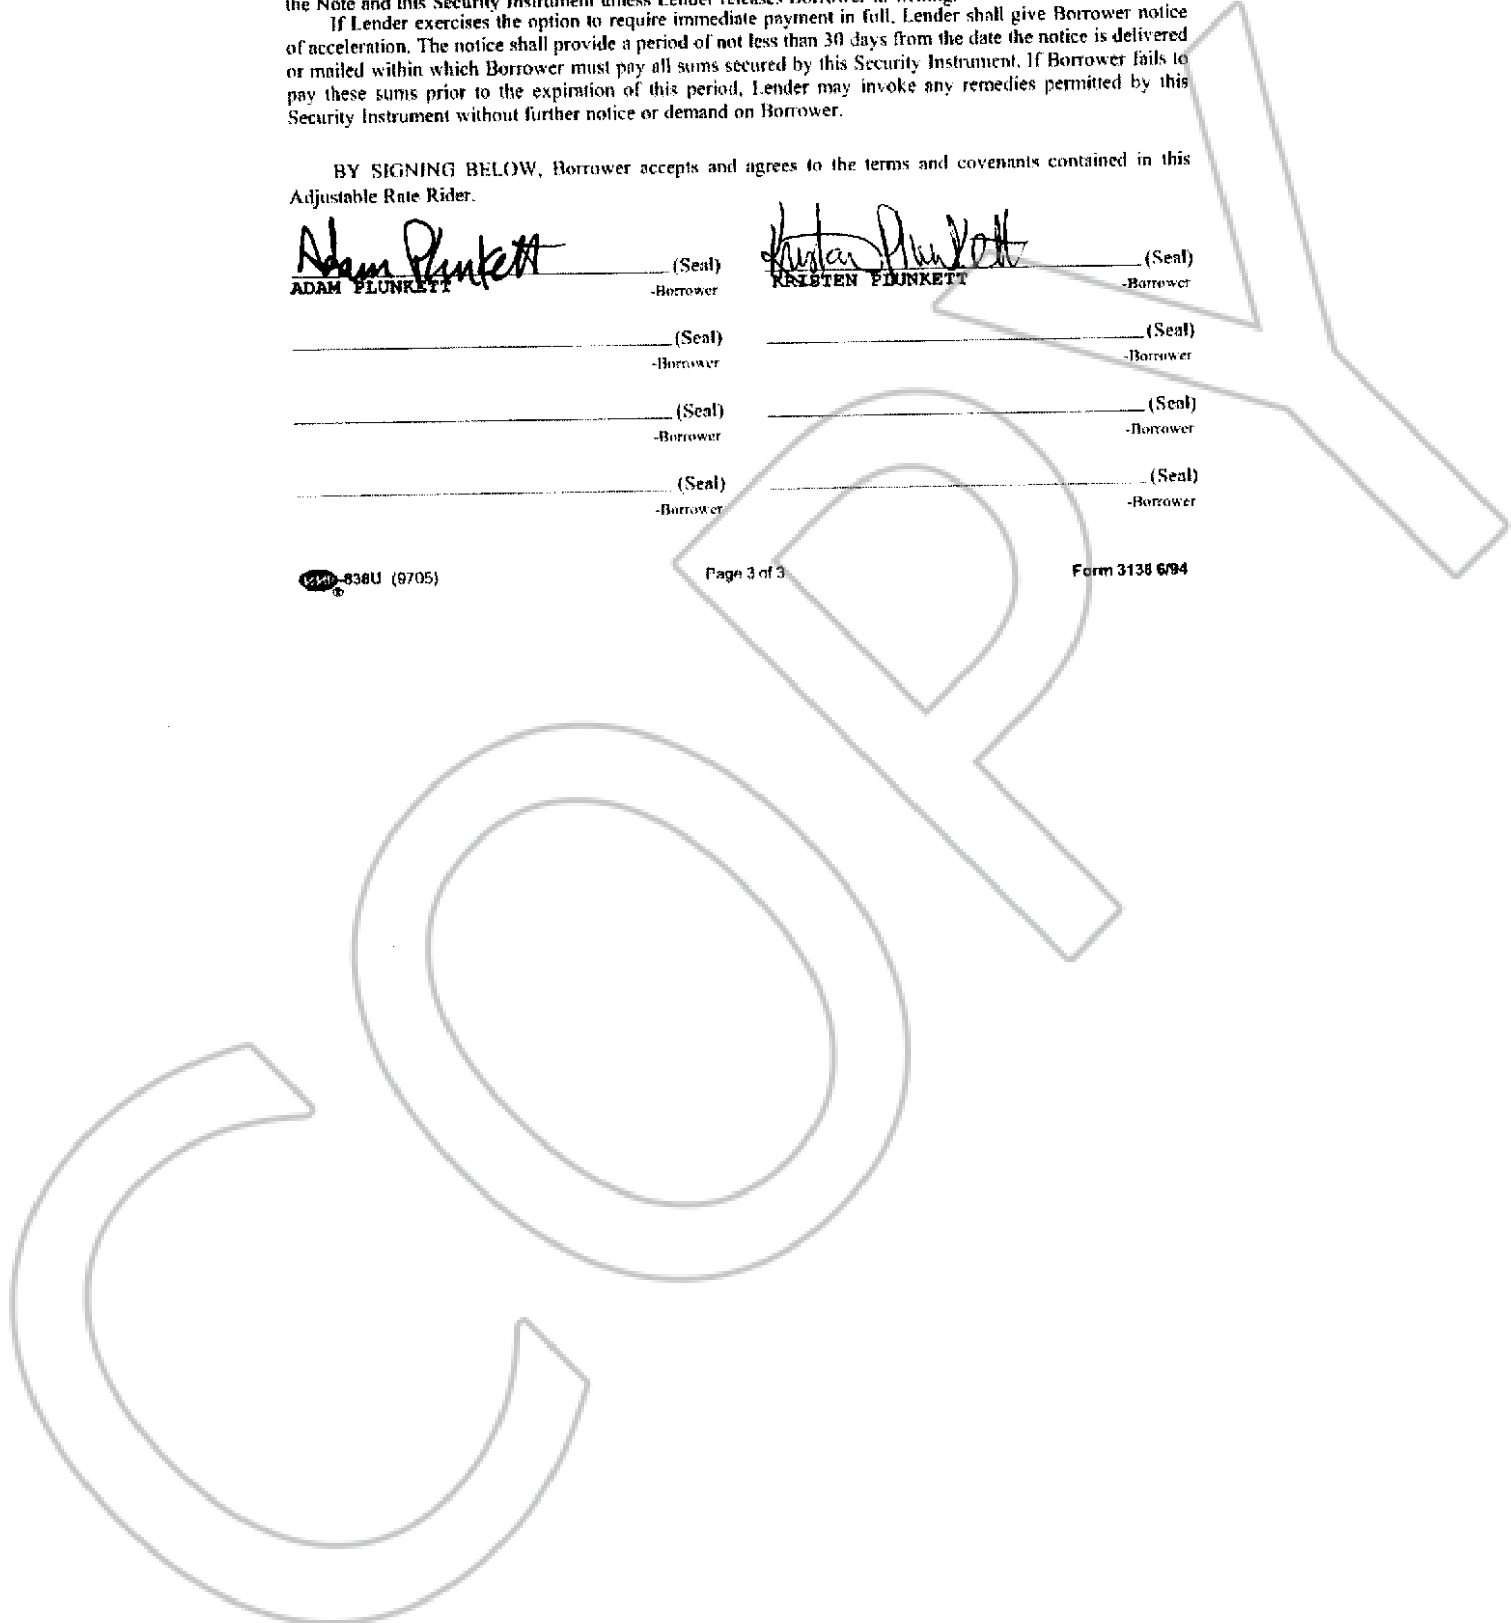 the Note and this Security Instrument unless Lender releases Borrower in writing.
If Lender exercises the option to require immediate payment in full, Lender shall give Borrower notice
of acceleration. The notice shall provide a period of not less than 30 days from the date the notice is delivered
or mailed within which Borrower must pay all sums secured by this Security Instrument. If Borrower fails to
pay these sums prior to the expiration of this period, Lender may invoke any remedies permitted by this
Security Instrument without further notice or demand on Borrower.
BY SIGNING BELOW, Borrower accepts and agrees to the terms and covenants contained in this
Adjustable Rate Rider.
Adam Plunkett (Seal) Kristen Plunkett (Seal)
ADAM PLUNKETT -Borrower KRISTEN PLUNKETT -Borrower
(Seal) (Seal)
-Borrower -Borrower
(Seal) (Seal)
-Borrower -Borrower
(Seal) (Seal)
-Borrower -Borrower
-838U (9705) Page 3 of 3 Form 3138 6/94
COPY